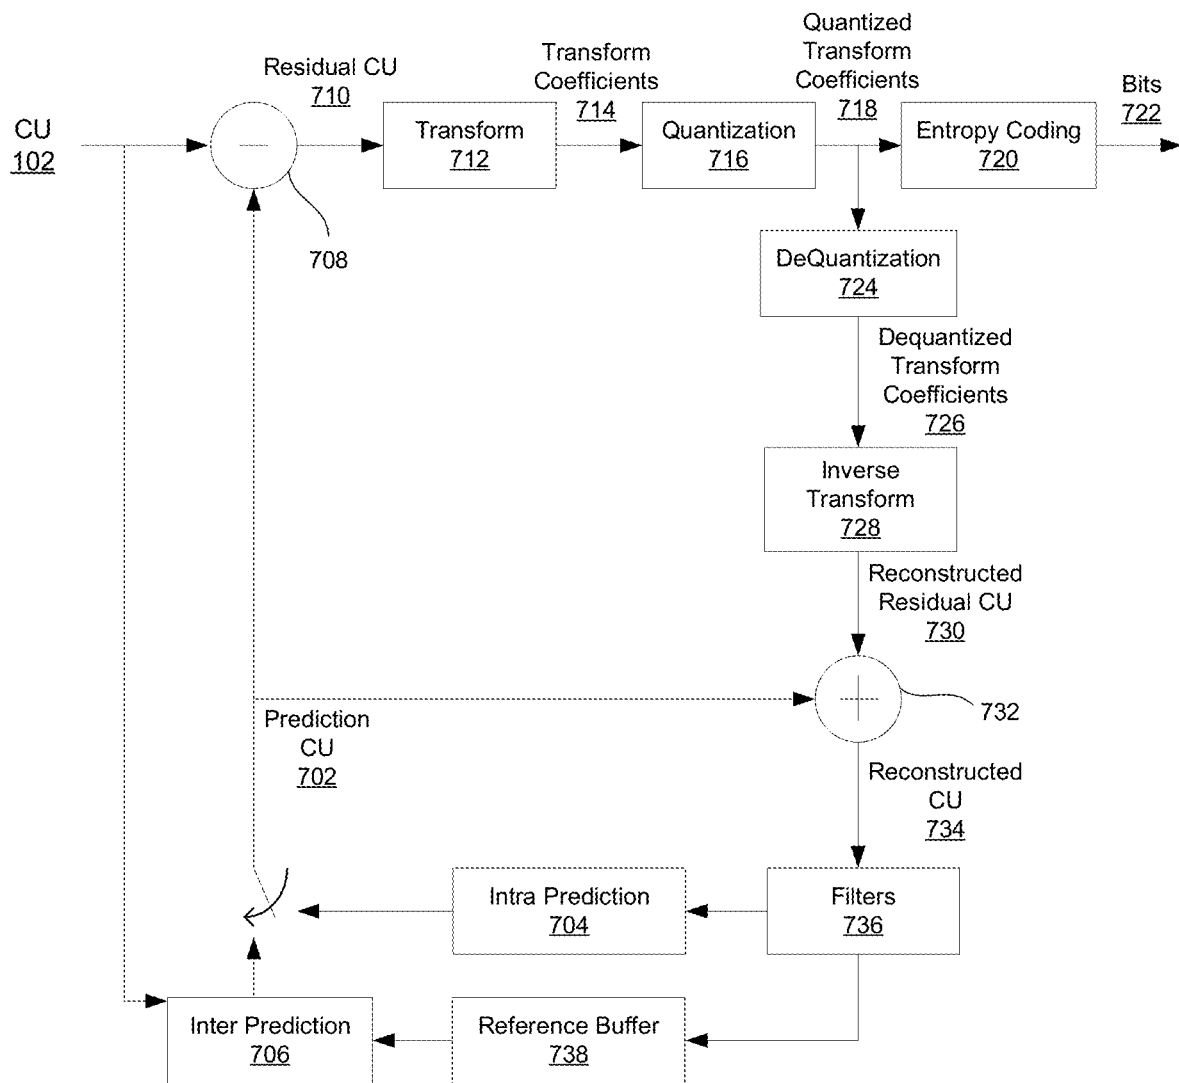 CU
102
Residual CU
710
Transform
712
Transform
Coefficients
714
Quantization
716
Quantized
Transform
Coefficients
718
Entropy Coding
720
Bits
722
708
DeQuantization
724
Dequantized
Transform
Coefficients
726
Inverse
Transform
728
Reconstructed
Residual CU
730
732
Prediction
CU
702
Reconstructed
CU
734
Intra Prediction
704
Filters
736
Inter Prediction
706
Reference Buffer
738